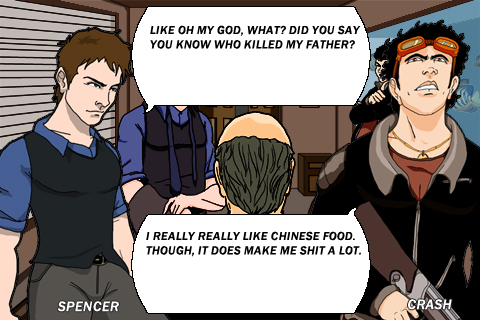 LIKE OH MY GOD, WHAT? DID YOU SAY
YOU KNOW WHO KILLED MY FATHER?
I REALLY REALLY LIKE CHINESE FOOD.
THOUGH, IT DOES MAKE ME SHIT A LOT.
SPENCER
CRASH